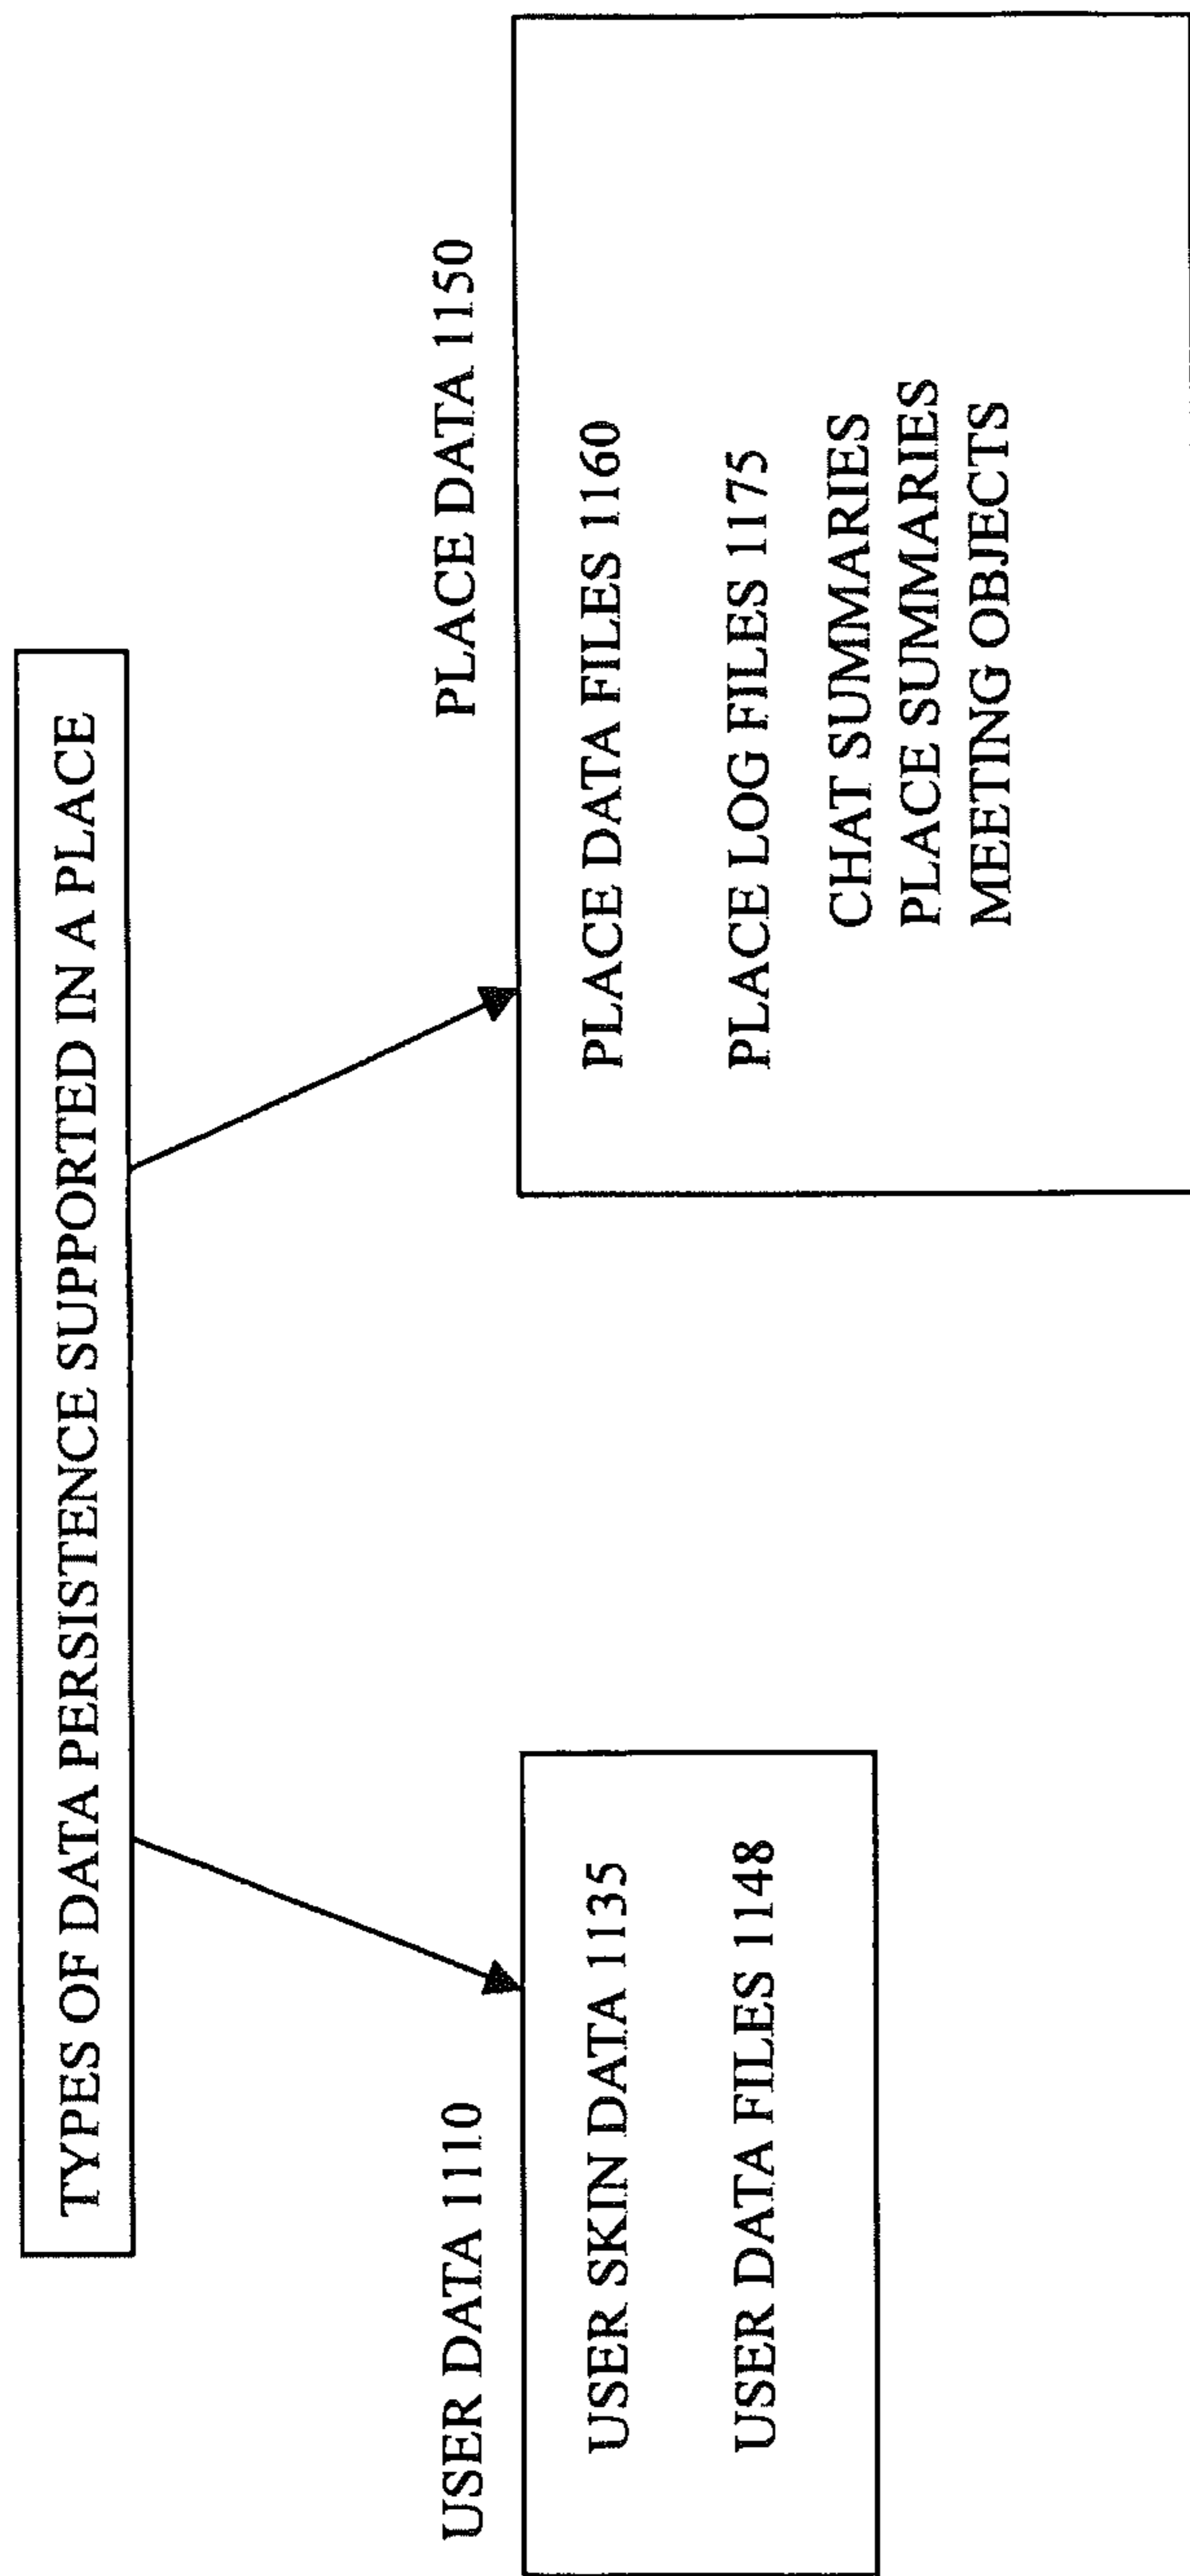 TYPES OF DATA PERSISTENCE SUPPORTED IN A PLACE
USER DATA 1110
USER SKIN DATA 1135
USER DATA FILES 1148
PLACE DATA 1150
PLACE DATA FILES 1160
PLACE LOG FILES 1175
CHAT SUMMARIES
PLACE SUMMARIES
MEETING OBJECTS